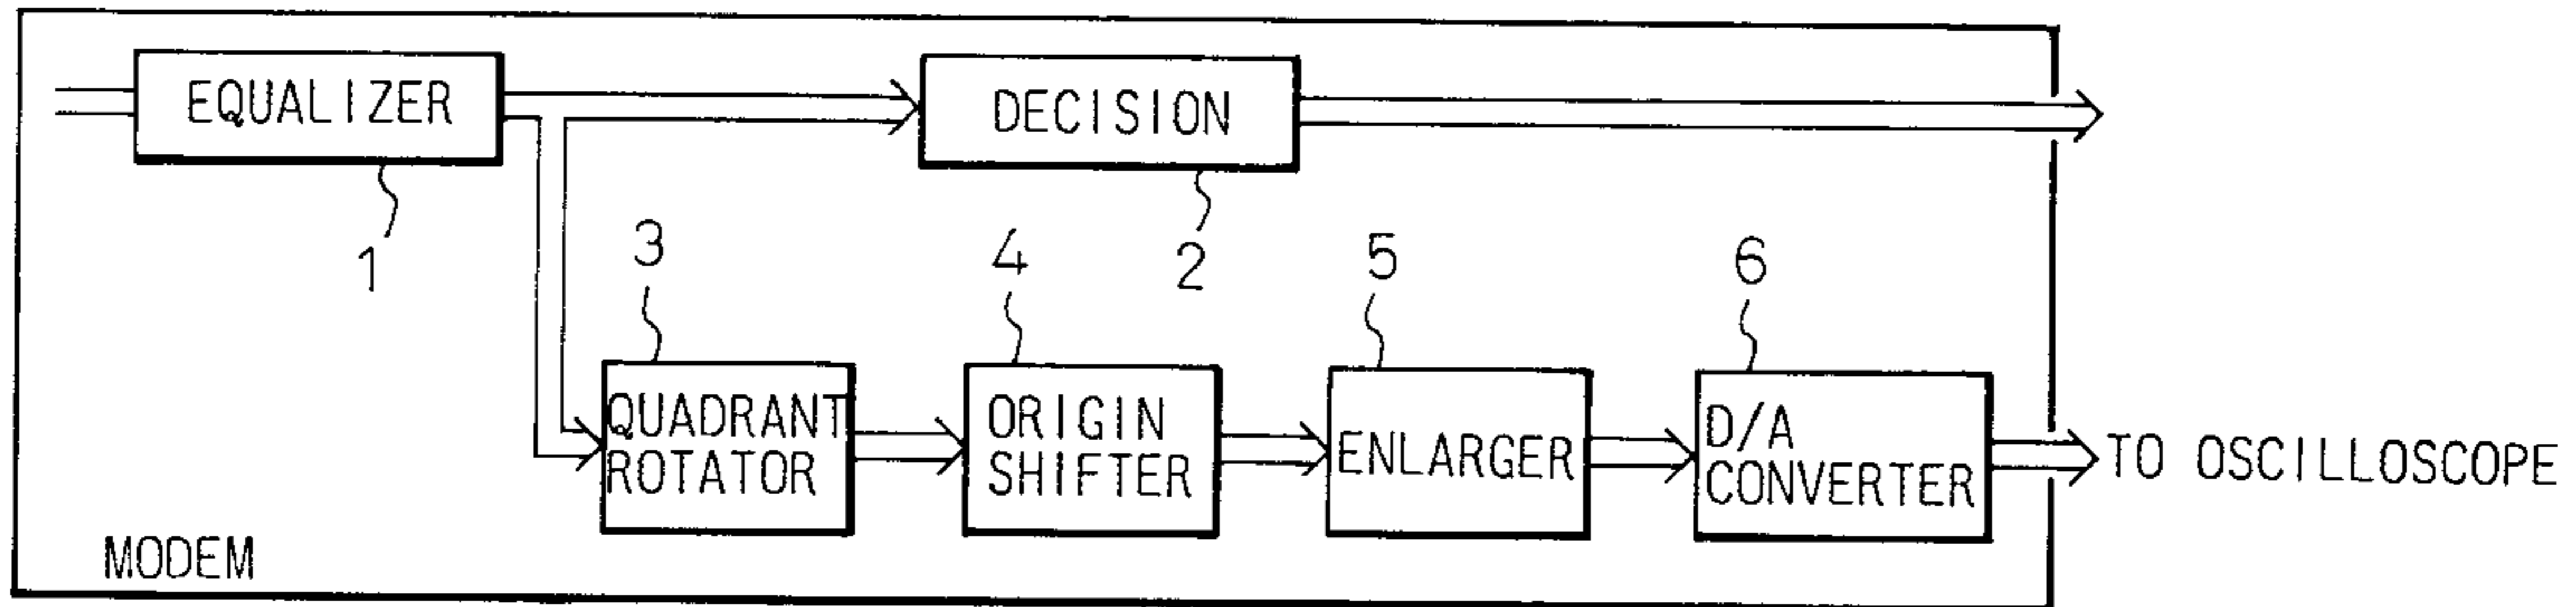 EQUALIZER
DECISION
1
2
3
4
5
6
QUADRANT
ROTATOR
ORIGIN
SHIFTER
ENLARGER
D/A
CONVERTER
TO OSCILLOSCOPE
MODEM